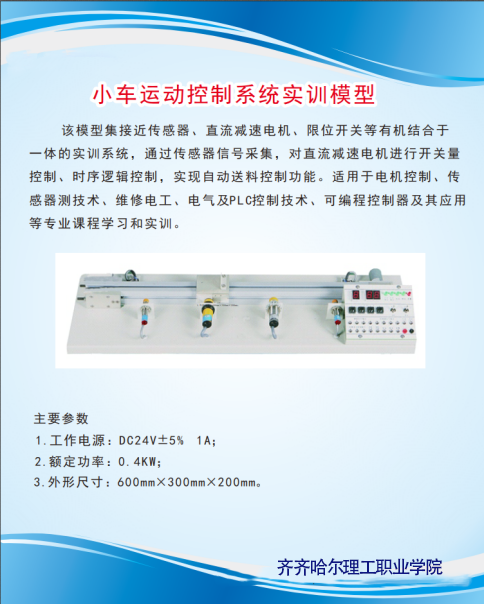 小车运动控制系统实训模型
该模型集接近传感器、直流减速电机、限位开关等有机结合于
一体的实训系统，通过传感器信号采集，对直流减速电机进行开关量
控制、时序逻辑控制，实现自动送料控制功能。适用于电机控制、传
感器测技术、维修电工、电气及PLC控制技术、可编程控制器及其应用
等专业课程学习和实训。
主要参数
1.工作电源：DC24V±5% 1A；
2.额定功率：0.4KW；
3.外形尺寸：600mm×300mm×200mm。
齐齐哈尔理工职业学院